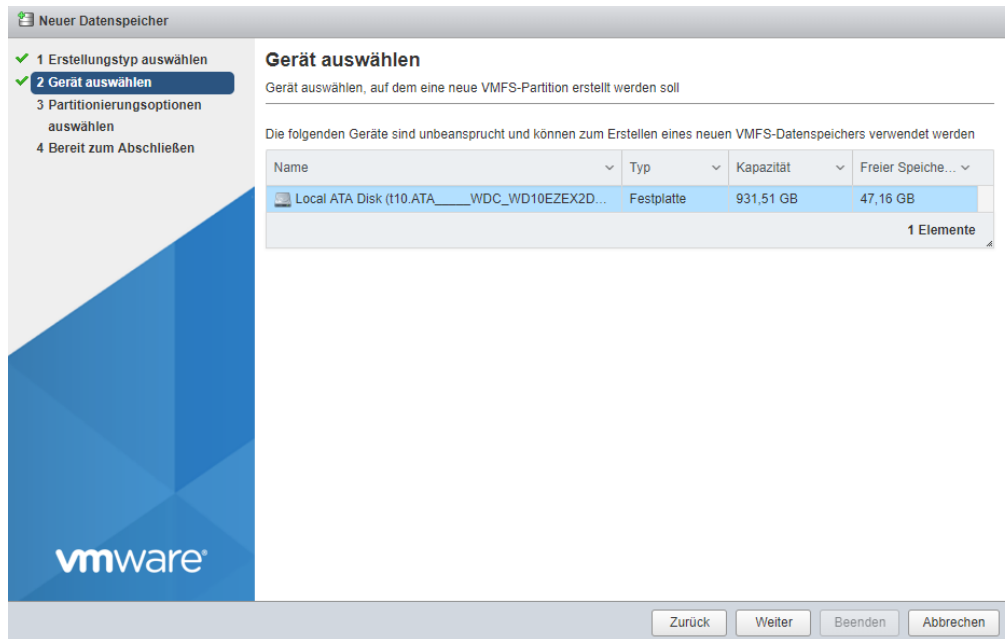 Neuer Datenspeicher
1 Erstellungstyp auswählen
2 Gerät auswählen
3 Partitionierungsoptionen
auswählen
4 Bereit zum Abschließen
Gerät auswählen
Gerät auswählen, auf dem eine neue VMFS-Partition erstellt werden soll
Die folgenden Geräte sind unbeansprucht und können zum Erstellen eines neuen VMFS-Datenspeichers verwendet werden
Name Typ Kapazität Freier Speiche...
Local ATA Disk (t10.ATA_____WDC_WD10EZEX2D... Festplatte 931,51 GB 47,16 GB
1 Elemente
vmware®
Zurück Weiter Beenden Abbrechen